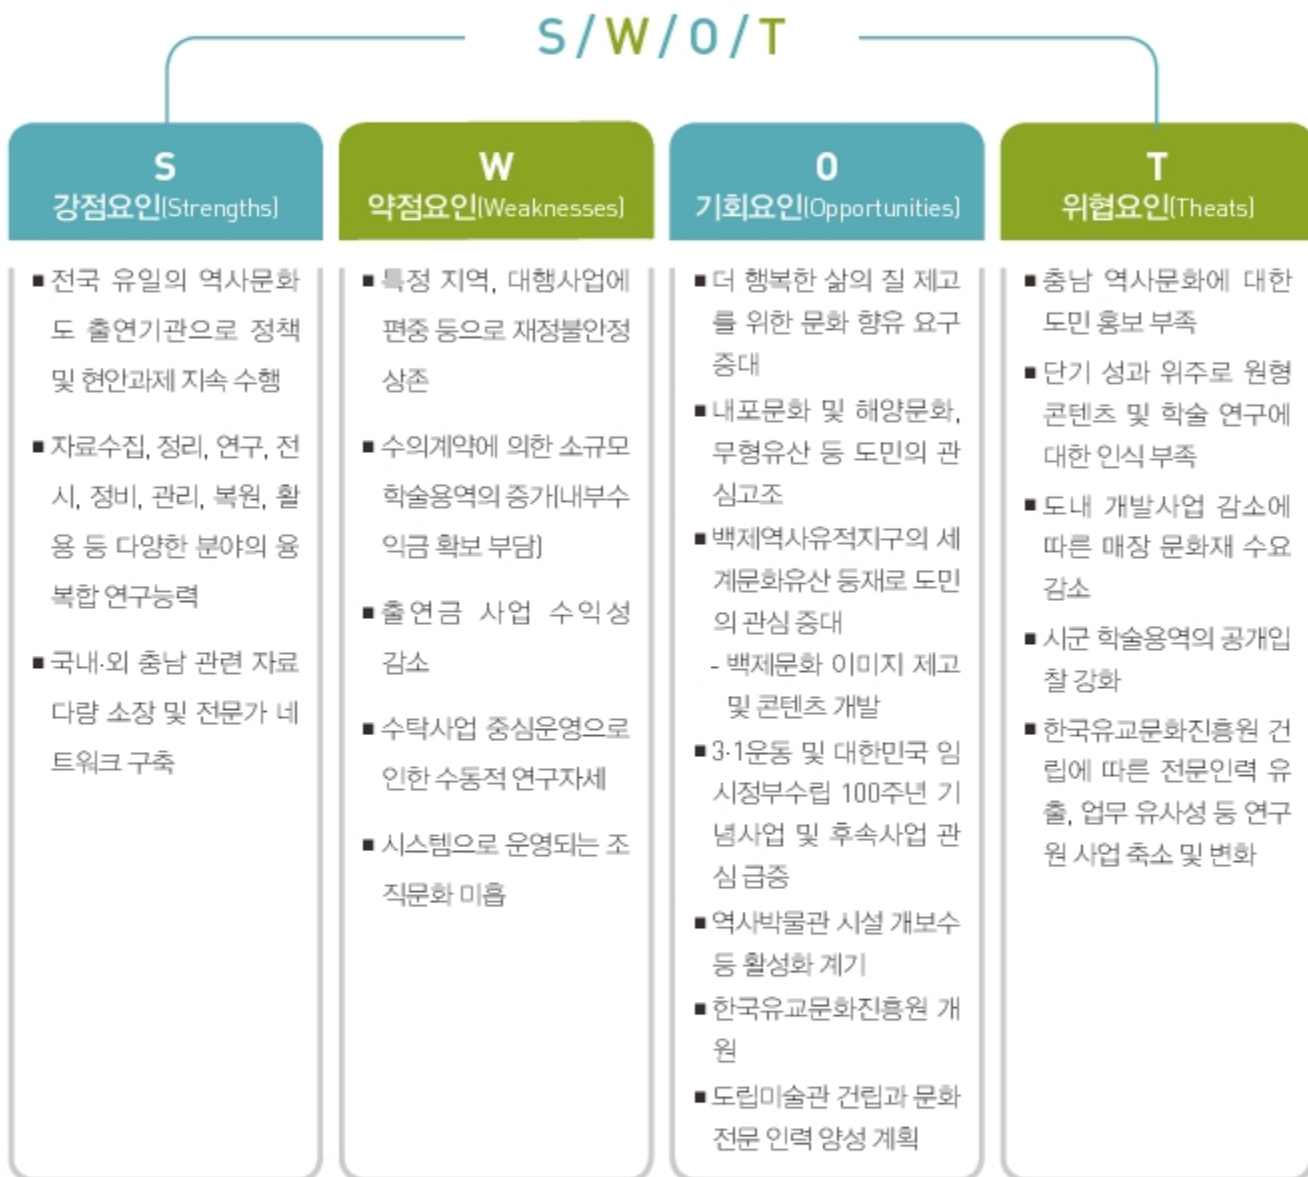 S/W/O/T
S
강점요인(Strengths)
■ 전국 유일의 역사문화
도 출연기관으로 정책
및 현안과제 지속 수행
■ 자료수집, 정리, 연구, 전
시, 정비, 관리, 복원, 활
용 등 다양한 분야의 융
복합 연구능력
■ 국내·외 충남 관련 자료
다량 소장 및 전문가 네
트워크 구축
W
약점요인(Weaknesses)
■ 특정 지역, 대행사업에
편중 등으로 재정불안정
상존
■ 수의계약에 의한 소규모
학술용역의 증가(내부수
익금 확보 부담)
■ 출연금 사업 수익성
감소
■ 수탁사업 중심운영으로
인한 수동적 연구자세
■ 시스템으로 운영되는 조
직문화 미흡
O
기회요인(Opportunities)
■ 더 행복한 삶의 질 제고
를 위한 문화 향유 요구
증대
■ 내포문화 및 해양문화,
무형유산 등 도민의 관
심고조
■ 백제역사유적지구의 세
계문화유산 등재로 도민
의 관심 증대
- 백제문화 이미지 제고
및 콘텐츠 개발
■ 3·1운동 및 대한민국 임
시정부수립 100주년 기
념사업 및 후속사업 관
심 급증
■ 역사박물관 시설 개보수
등 활성화 계기
■ 한국유교문화진흥원 개
원
■ 도립미술관 건립과 문화
전문 인력 양성 계획
T
위협요인(Theats)
■ 충남 역사문화에 대한
도민 홍보 부족
■ 단기 성과 위주로 원형
콘텐츠 및 학술 연구에
대한 인식 부족
■ 도내 개발사업 감소에
따른 매장 문화재 수요
감소
■ 시군 학술용역의 공개입
찰 강화
■ 한국유교문화진흥원 건
립에 따른 전문인력 유
출, 업무 유사성 등 연구
원 사업 축소 및 변화